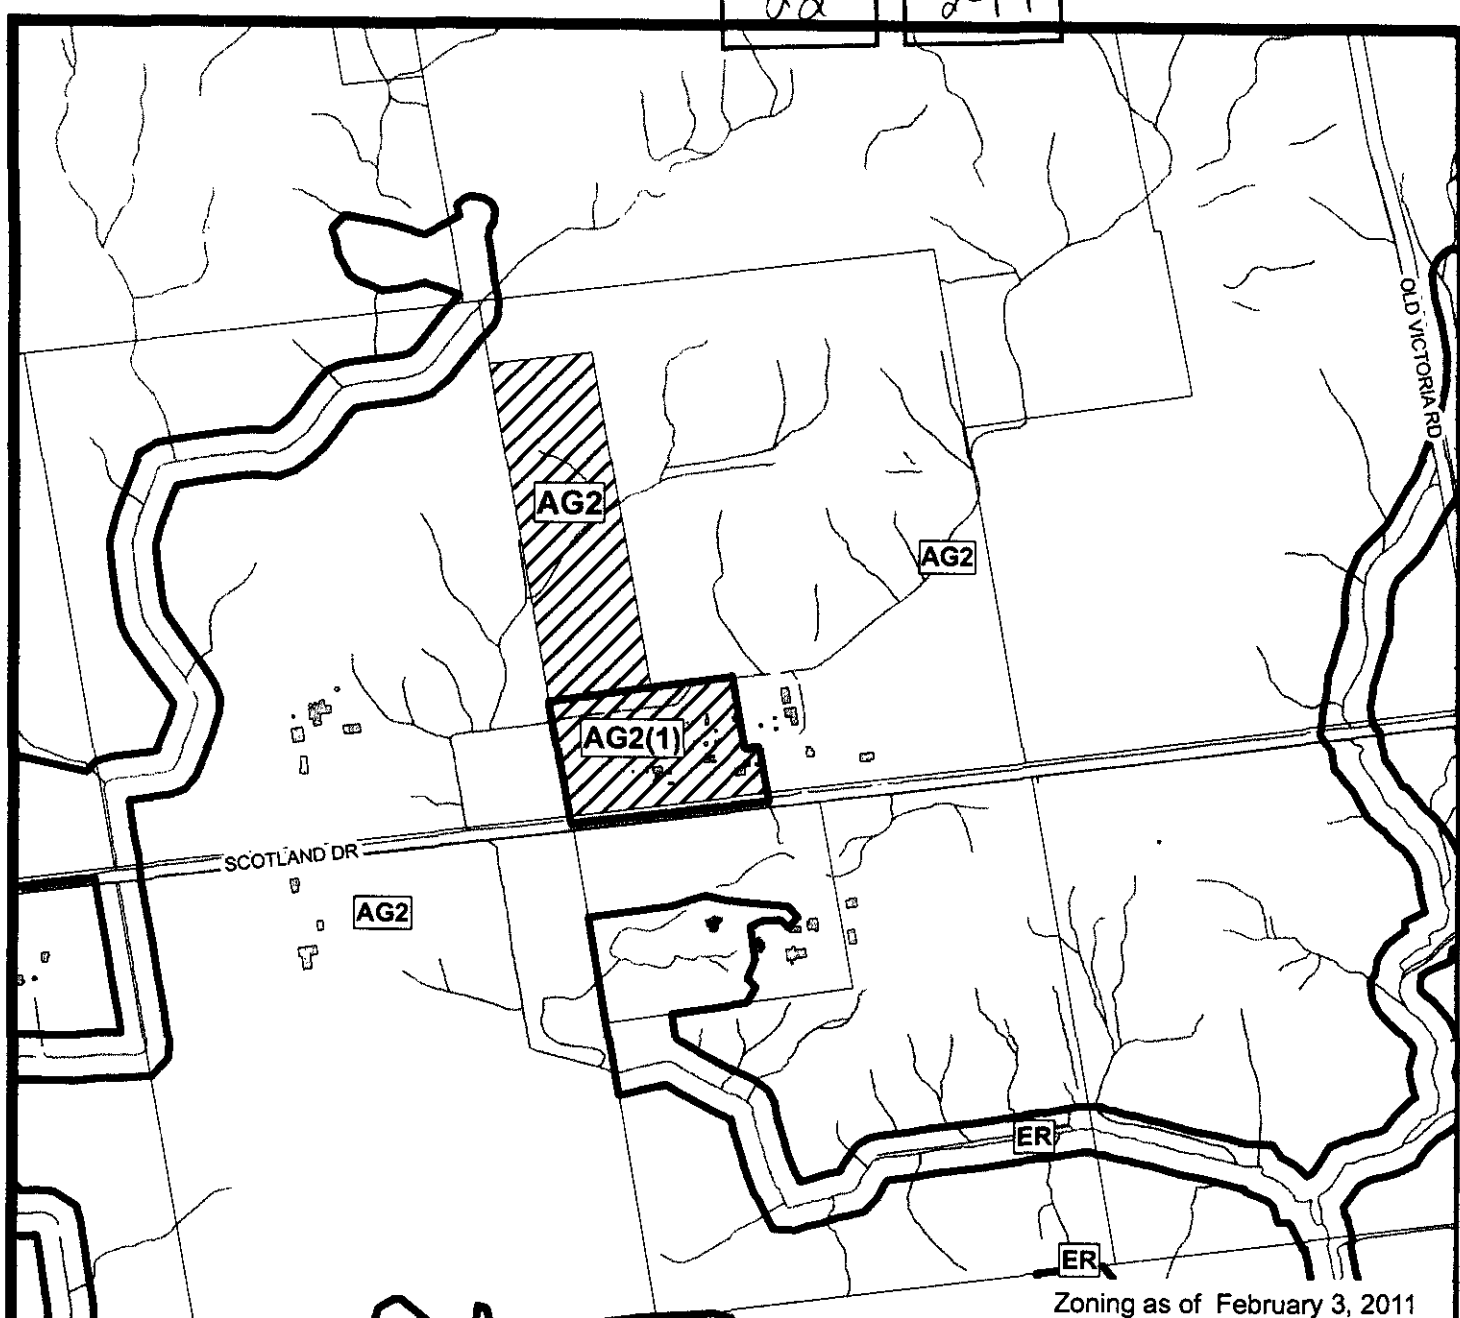 OLD VICTORIA RD
AG2
AG2
AG2(1)
SCOTLAND DR
AG2
ER
ER
Zoning as of February 3, 2011